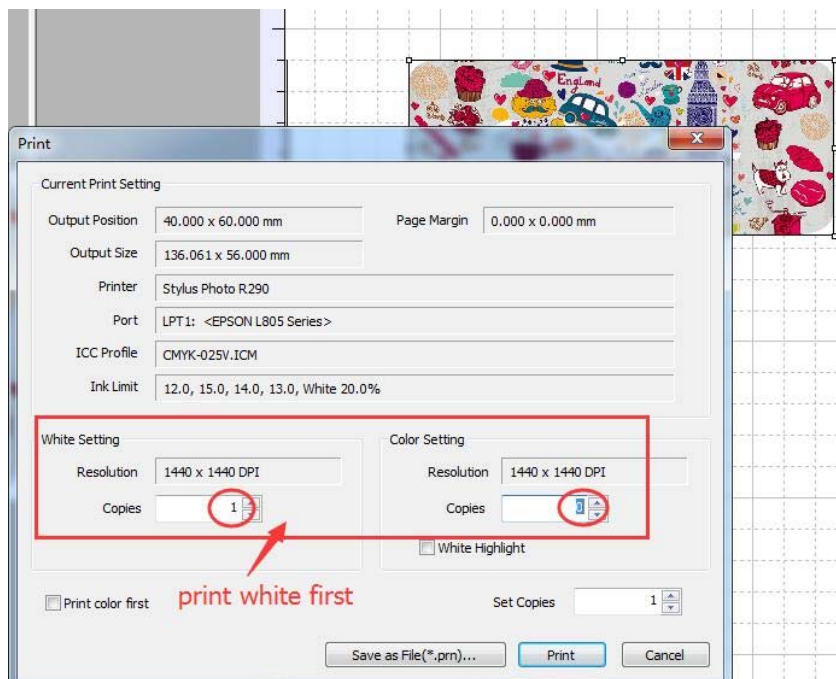 England
Print
Current Print Setting
Output Position 40.000 x 60.000 mm Page Margin 0.000 x 0.000 mm
Output Size 136.061 x 56.000 mm
Printer Stylus Photo R290
Port LPT1: <EPSON L805 Series>
ICC Profile CMYK-025V.ICM
Ink Limit 12.0, 15.0, 14.0, 13.0, White 20.0%
White Setting Color Setting
Resolution 1440 x 1440 DPI Resolution 1440 x 1440 DPI
Copies 1 Copies 0
White Highlight
Print color first print white first Set Copies 1
Save as File(*.prn)... Print Cancel